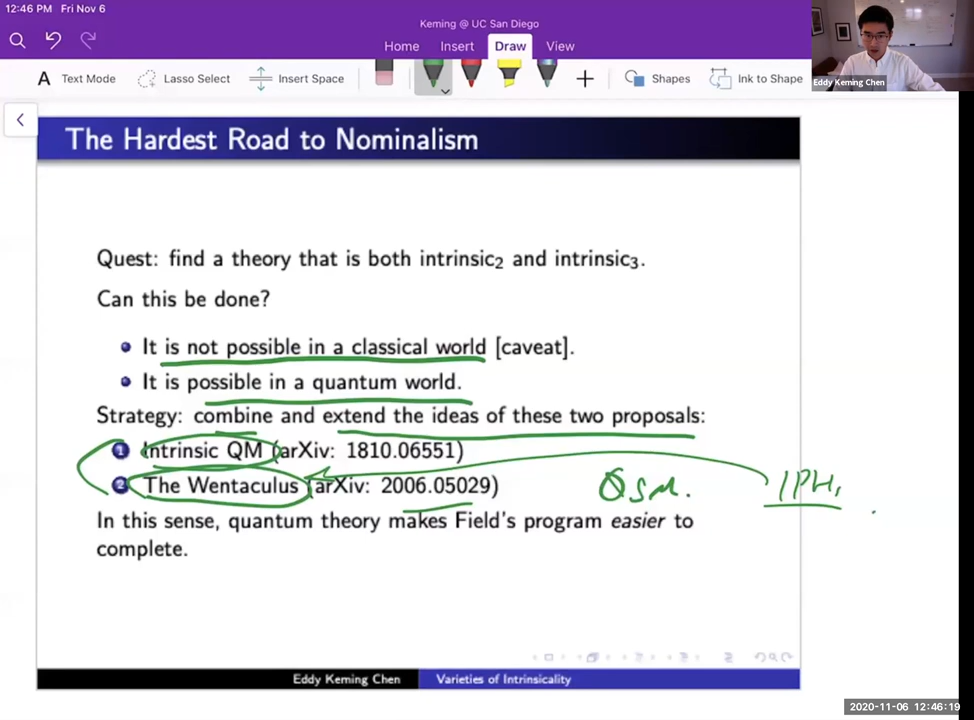 12:46 PM Fri Nov 6
Keming @ UC San Diego
Home Insert Draw View
Text Mode Lasso Select Insert Space Shapes Ink to Shape
Eddy Keming Chen
The Hardest Road to Nominalism
Quest: find a theory that is both intrinsic₂ and intrinsic₃.
Can this be done?
It is not possible in a classical world [caveat].
It is possible in a quantum world.
Strategy: combine and extend the ideas of these two proposals:
1 Intrinsic QM (arXiv: 1810.06551)
2 The Wentaculus (arXiv: 2006.05029)
QSM. IPH,
In this sense, quantum theory makes Field's program easier to
complete.
Eddy Keming Chen Varieties of Intrinsicality
2020-11-06 12:46:19